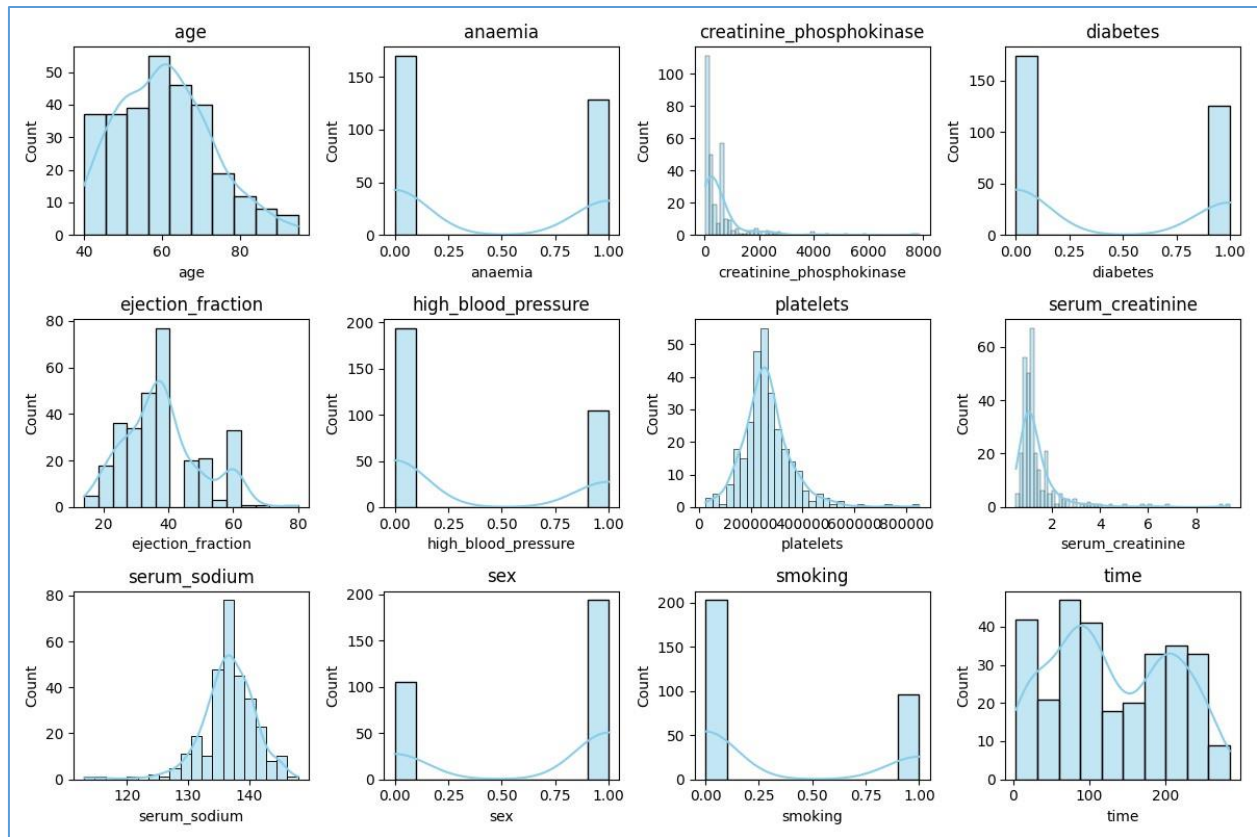 age anaemia creatinine_phosphokinase diabetes
50 40 30 20 10 0
Count
40 60 80
age
150 100 50 0
Count
0.00 0.25 0.50 0.75 1.00
anaemia
100 80 60 40 20 0
Count
0 2000 4000 6000 8000
creatinine_phosphokinase
150 100 50 0
Count
0.00 0.25 0.50 0.75 1.00
diabetes
ejection_fraction high_blood_pressure platelets serum_creatinine
80 60 40 20 0
Count
20 40 60 80
ejection_fraction
200 150 100 50 0
Count
0.00 0.25 0.50 0.75 1.00
high_blood_pressure
50 40 30 20 10 0
Count
0 200000 400000 600000 800000
platelets
60 40 20 0
Count
2 4 6 8
serum_creatinine
serum_sodium sex smoking time
80 60 40 20 0
Count
120 130 140
serum_sodium
200 150 100 50 0
Count
0.00 0.25 0.50 0.75 1.00
sex
200 150 100 50 0
Count
0.00 0.25 0.50 0.75 1.00
smoking
40 30 20 10 0
Count
0 100 200
time